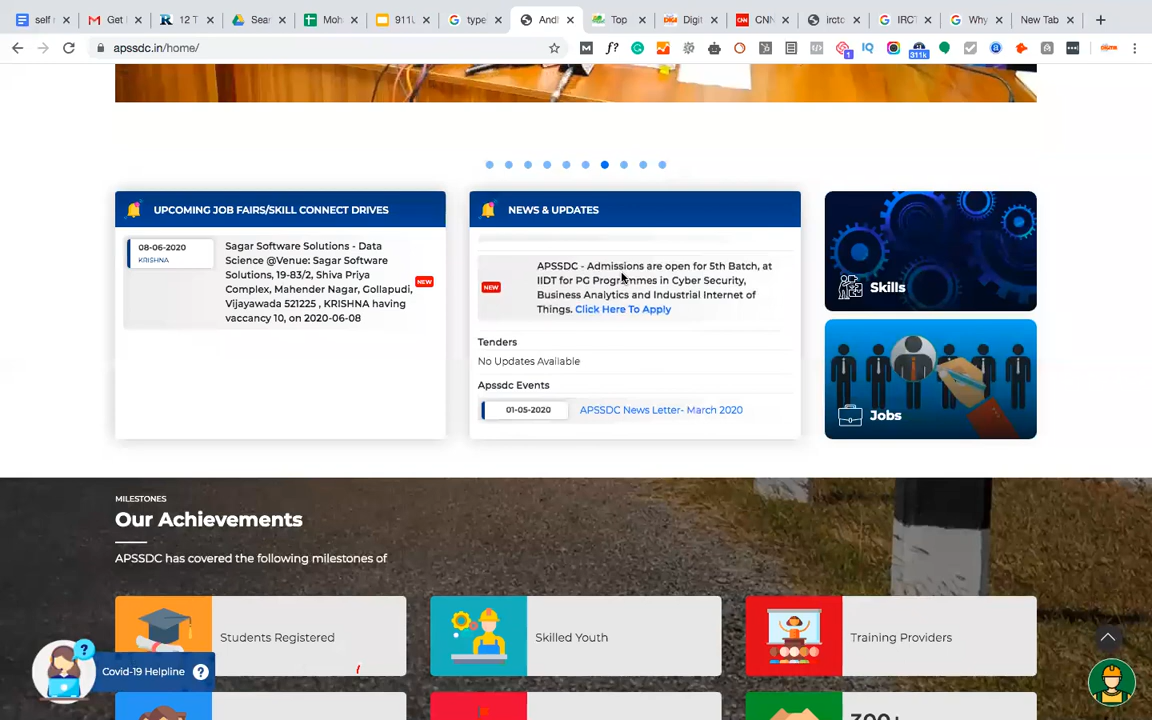 self r
Get I
12 T
Sear
Moh
911U
type
Andh
Top
Digit
CNN
irctc
IRCT
Why
New Tab
apssdc.in/home/
311k
UPCOMING JOB FAIRS/SKILL CONNECT DRIVES
08-06-2020
KRISHNA
Sagar Software Solutions - Data
Science @Venue: Sagar Software
Solutions, 19-83/2, Shiva Priya
Complex, Mahender Nagar, Gollapudi,
Vijayawada 521225 , KRISHNA having
vaccancy 10, on 2020-06-08
NEW
NEWS & UPDATES
NEW
APSSDC - Admissions are open for 5th Batch, at
IIDT for PG Programmes in Cyber Security,
Business Analytics and Industrial Internet of
Things. Click Here To Apply
Tenders
No Updates Available
Apssdc Events
01-05-2020
APSSDC News Letter- March 2020
Skills
Jobs
MILESTONES
Our Achievements
APSSDC has covered the following milestones of
Students Registered
Skilled Youth
Training Providers
Covid-19 Helpline